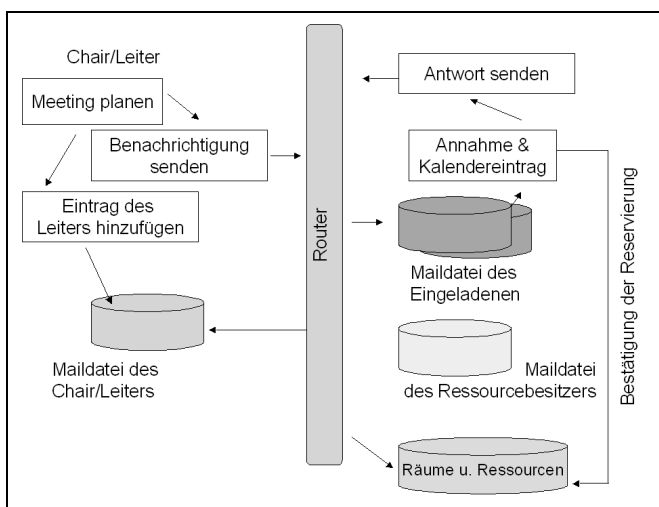 Chair/Leiter
Meeting planen
Benachrichtigung
senden
Eintrag des
Leiters hinzufügen
Maildatei des
Chair/Leiters
Router
Antwort senden
Annahme &
Kalendereintrag
Maildatei des
Eingeladenen
Maildatei
des Ressourcebesitzers
Räume u. Ressourcen
Bestätigung der Reservierung